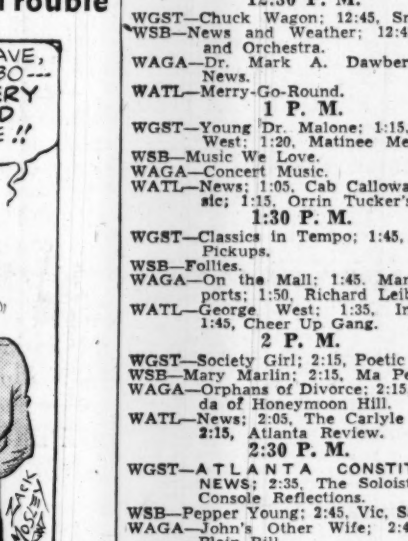 rouble
AVE,
30---
ERY
D
E !!
ZACK
MOSLEY
12:30 P. M.
WGST—Chuck Wagon; 12:45, Sn
WSB—News and Weather; 12:4
and Orchestra.
WAGA—Dr. Mark A. Dawber
News.
WATL—Merry-Go-Round.
1 P. M.
WGST—Young Dr. Malone; 1:15,
West; 1:20, Matinee Me
WSB—Music We Love.
WAGA—Concert Music.
WATL—News; 1:05, Cab Callowa
sic; 1:15, Orrin Tucker's
1:30 P. M.
WGST—Classics in Tempo; 1:45,
Pickups.
WSB—Follies.
WAGA—On the Mall; 1:45, Mar
ports; 1:50, Richard Leib
WATL—George West; 1:35, In
1:45, Cheer Up Gang.
2 P. M.
WGST—Society Girl; 2:15, Poetic
WSB—Mary Marlin; 2:15, Ma Pe
WAGA—Orphans of Divorce; 2:15,
da of Honeymoon Hill.
WATL—News; 2:05, The Carlyle
2:15, Atlanta Review.
2:30 P. M.
WGST—ATLANTA CONSTIT
NEWS; 2:35, The Soloist
Console Reflections.
WSB—Pepper Young; 2:45, Vic, Sa
WAGA—John's Other Wife; 2:4
Plain Bill.